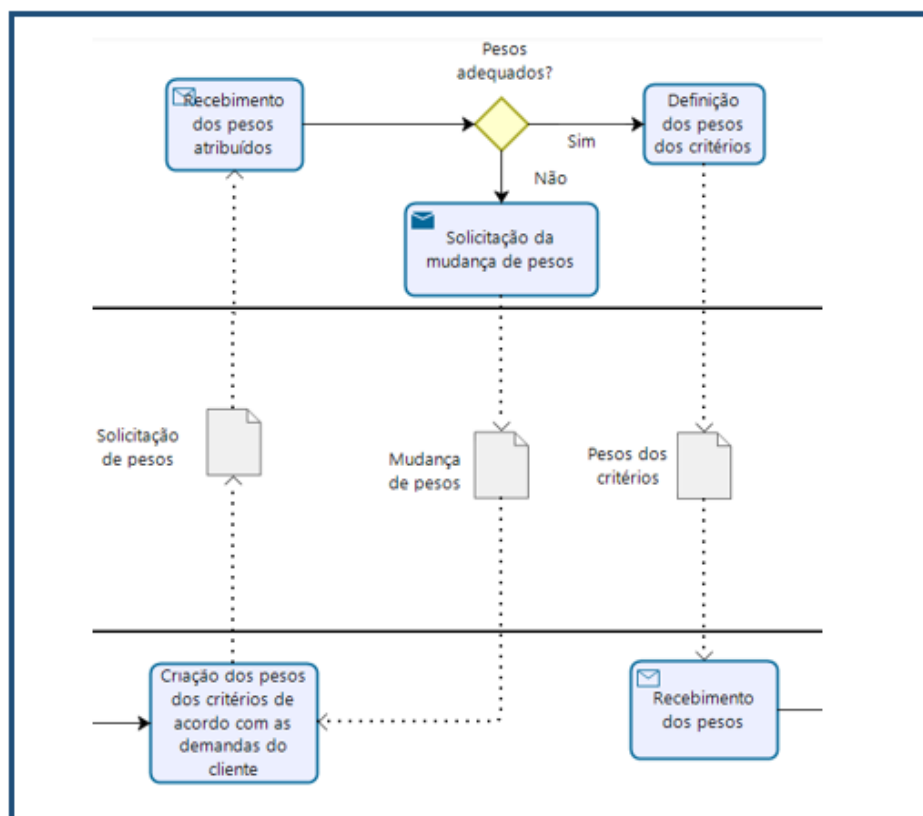 Pesos
adequados?
Recebimento
dos pesos
atribuídos
Sim
Definição
dos pesos
dos critérios
Não
Solicitação da
mudança de pesos
Solicitação
de pesos
Mudança
de pesos
Pesos dos
critérios
Criação dos pesos
dos critérios de
acordo com as
demandas do
cliente
Recebimento
dos pesos